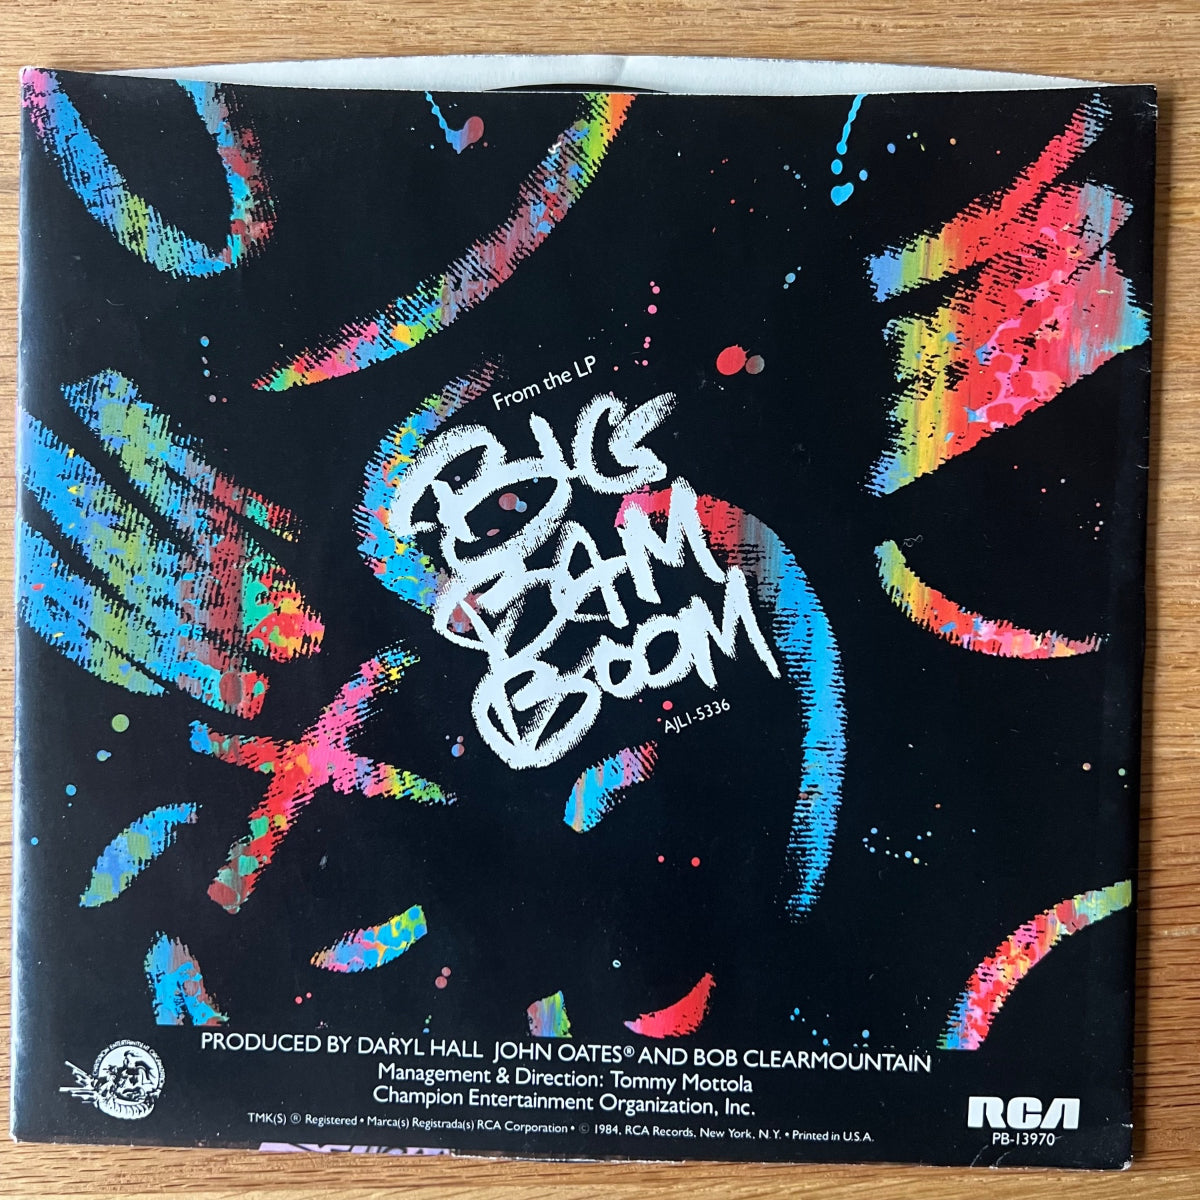 From the LP
BIG
BAM
BOOM
AJL1-5336
PRODUCED BY DARYL HALL JOHN OATES® AND BOB CLEARMOUNTAIN
Management & Direction: Tommy Mottola
Champion Entertainment Organization, Inc.
TMK(S) ® Registered • Marca(s) Registrada(s) RCA Corporation • © 1984, RCA Records, New York, N.Y. • Printed in U.S.A.
RCA
PB-13970